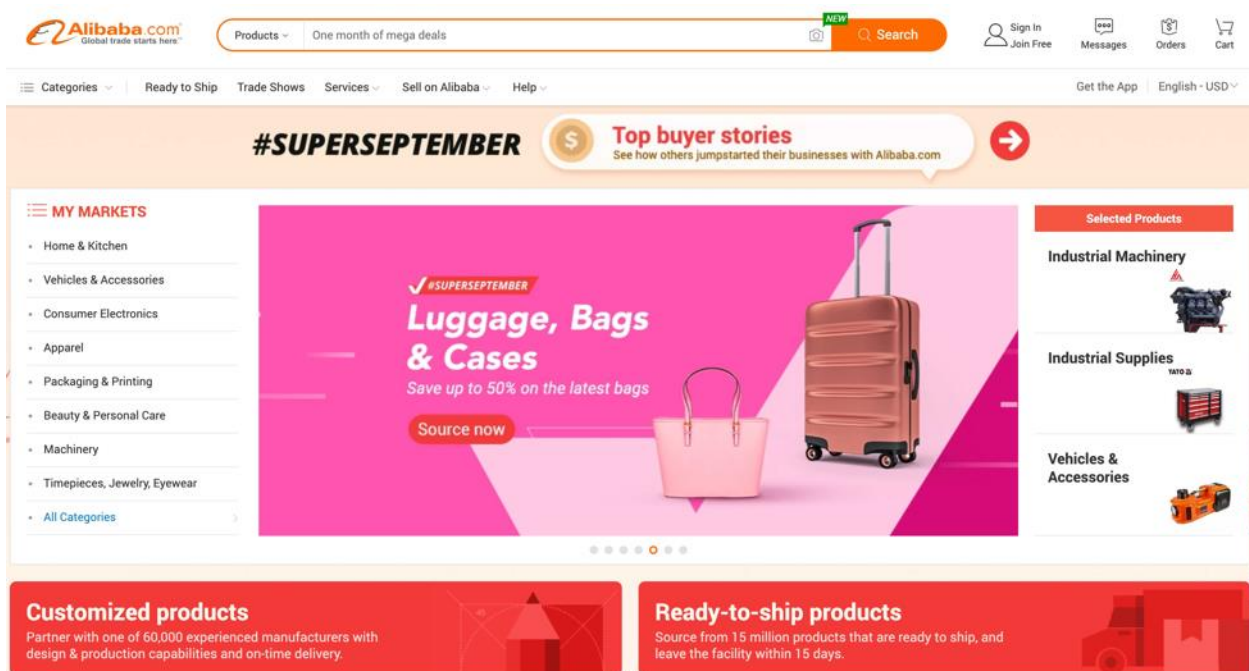 Alibaba.com
Global trade starts here.™
Products
One month of mega deals
NEW
Search
Sign In
Join Free
Messages
Orders
Cart
Categories
Ready to Ship
Trade Shows
Services
Sell on Alibaba
Help
Get the App
English - USD
#SUPERSEPTEMBER
Top buyer stories
See how others jumpstarted their businesses with Alibaba.com
MY MARKETS
Home & Kitchen
Vehicles & Accessories
Consumer Electronics
Apparel
Packaging & Printing
Beauty & Personal Care
Machinery
Timepieces, Jewelry, Eyewear
All Categories
#SUPERSEPTEMBER
Luggage, Bags
& Cases
Save up to 50% on the latest bags
Source now
Selected Products
Industrial Machinery
Industrial Supplies
YATO
Vehicles &
Accessories
Customized products
Partner with one of 60,000 experienced manufacturers with
design & production capabilities and on-time delivery.
Ready-to-ship products
Source from 15 million products that are ready to ship, and
leave the facility within 15 days.